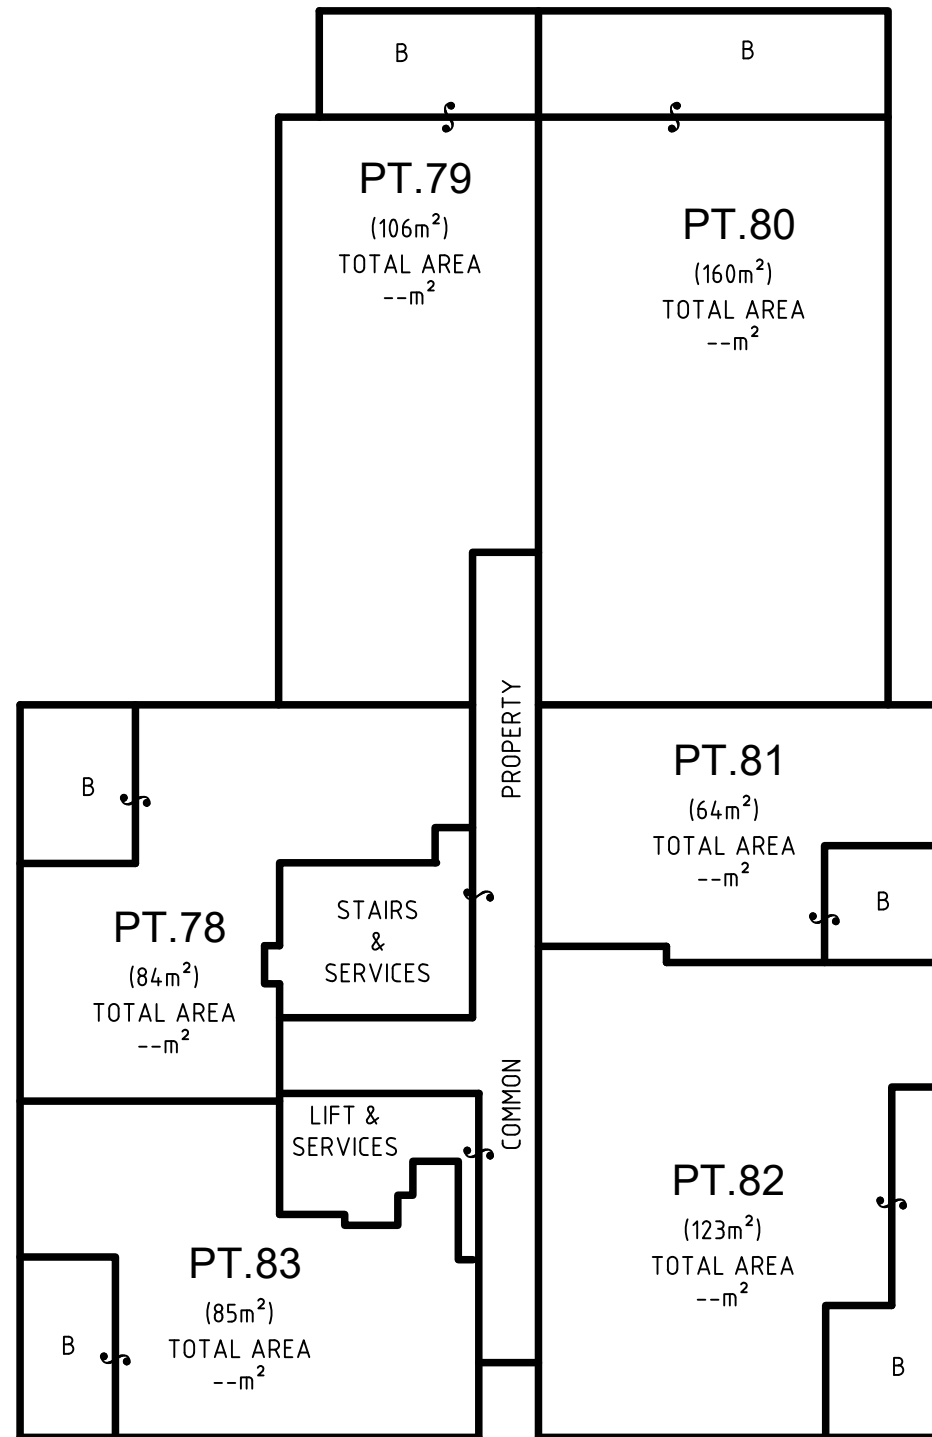 B
B
PT.79
(106m²)
TOTAL AREA
--m²
PT.80
(160m²)
TOTAL AREA
--m²
PROPERTY
COMMON
PT.81
(64m²)
TOTAL AREA
--m²
B
B
STAIRS
&
SERVICES
PT.78
(84m²)
TOTAL AREA
--m²
LIFT &
SERVICES
PT.82
(123m²)
TOTAL AREA
--m²
B
PT.83
(85m²)
TOTAL AREA
--m²
B